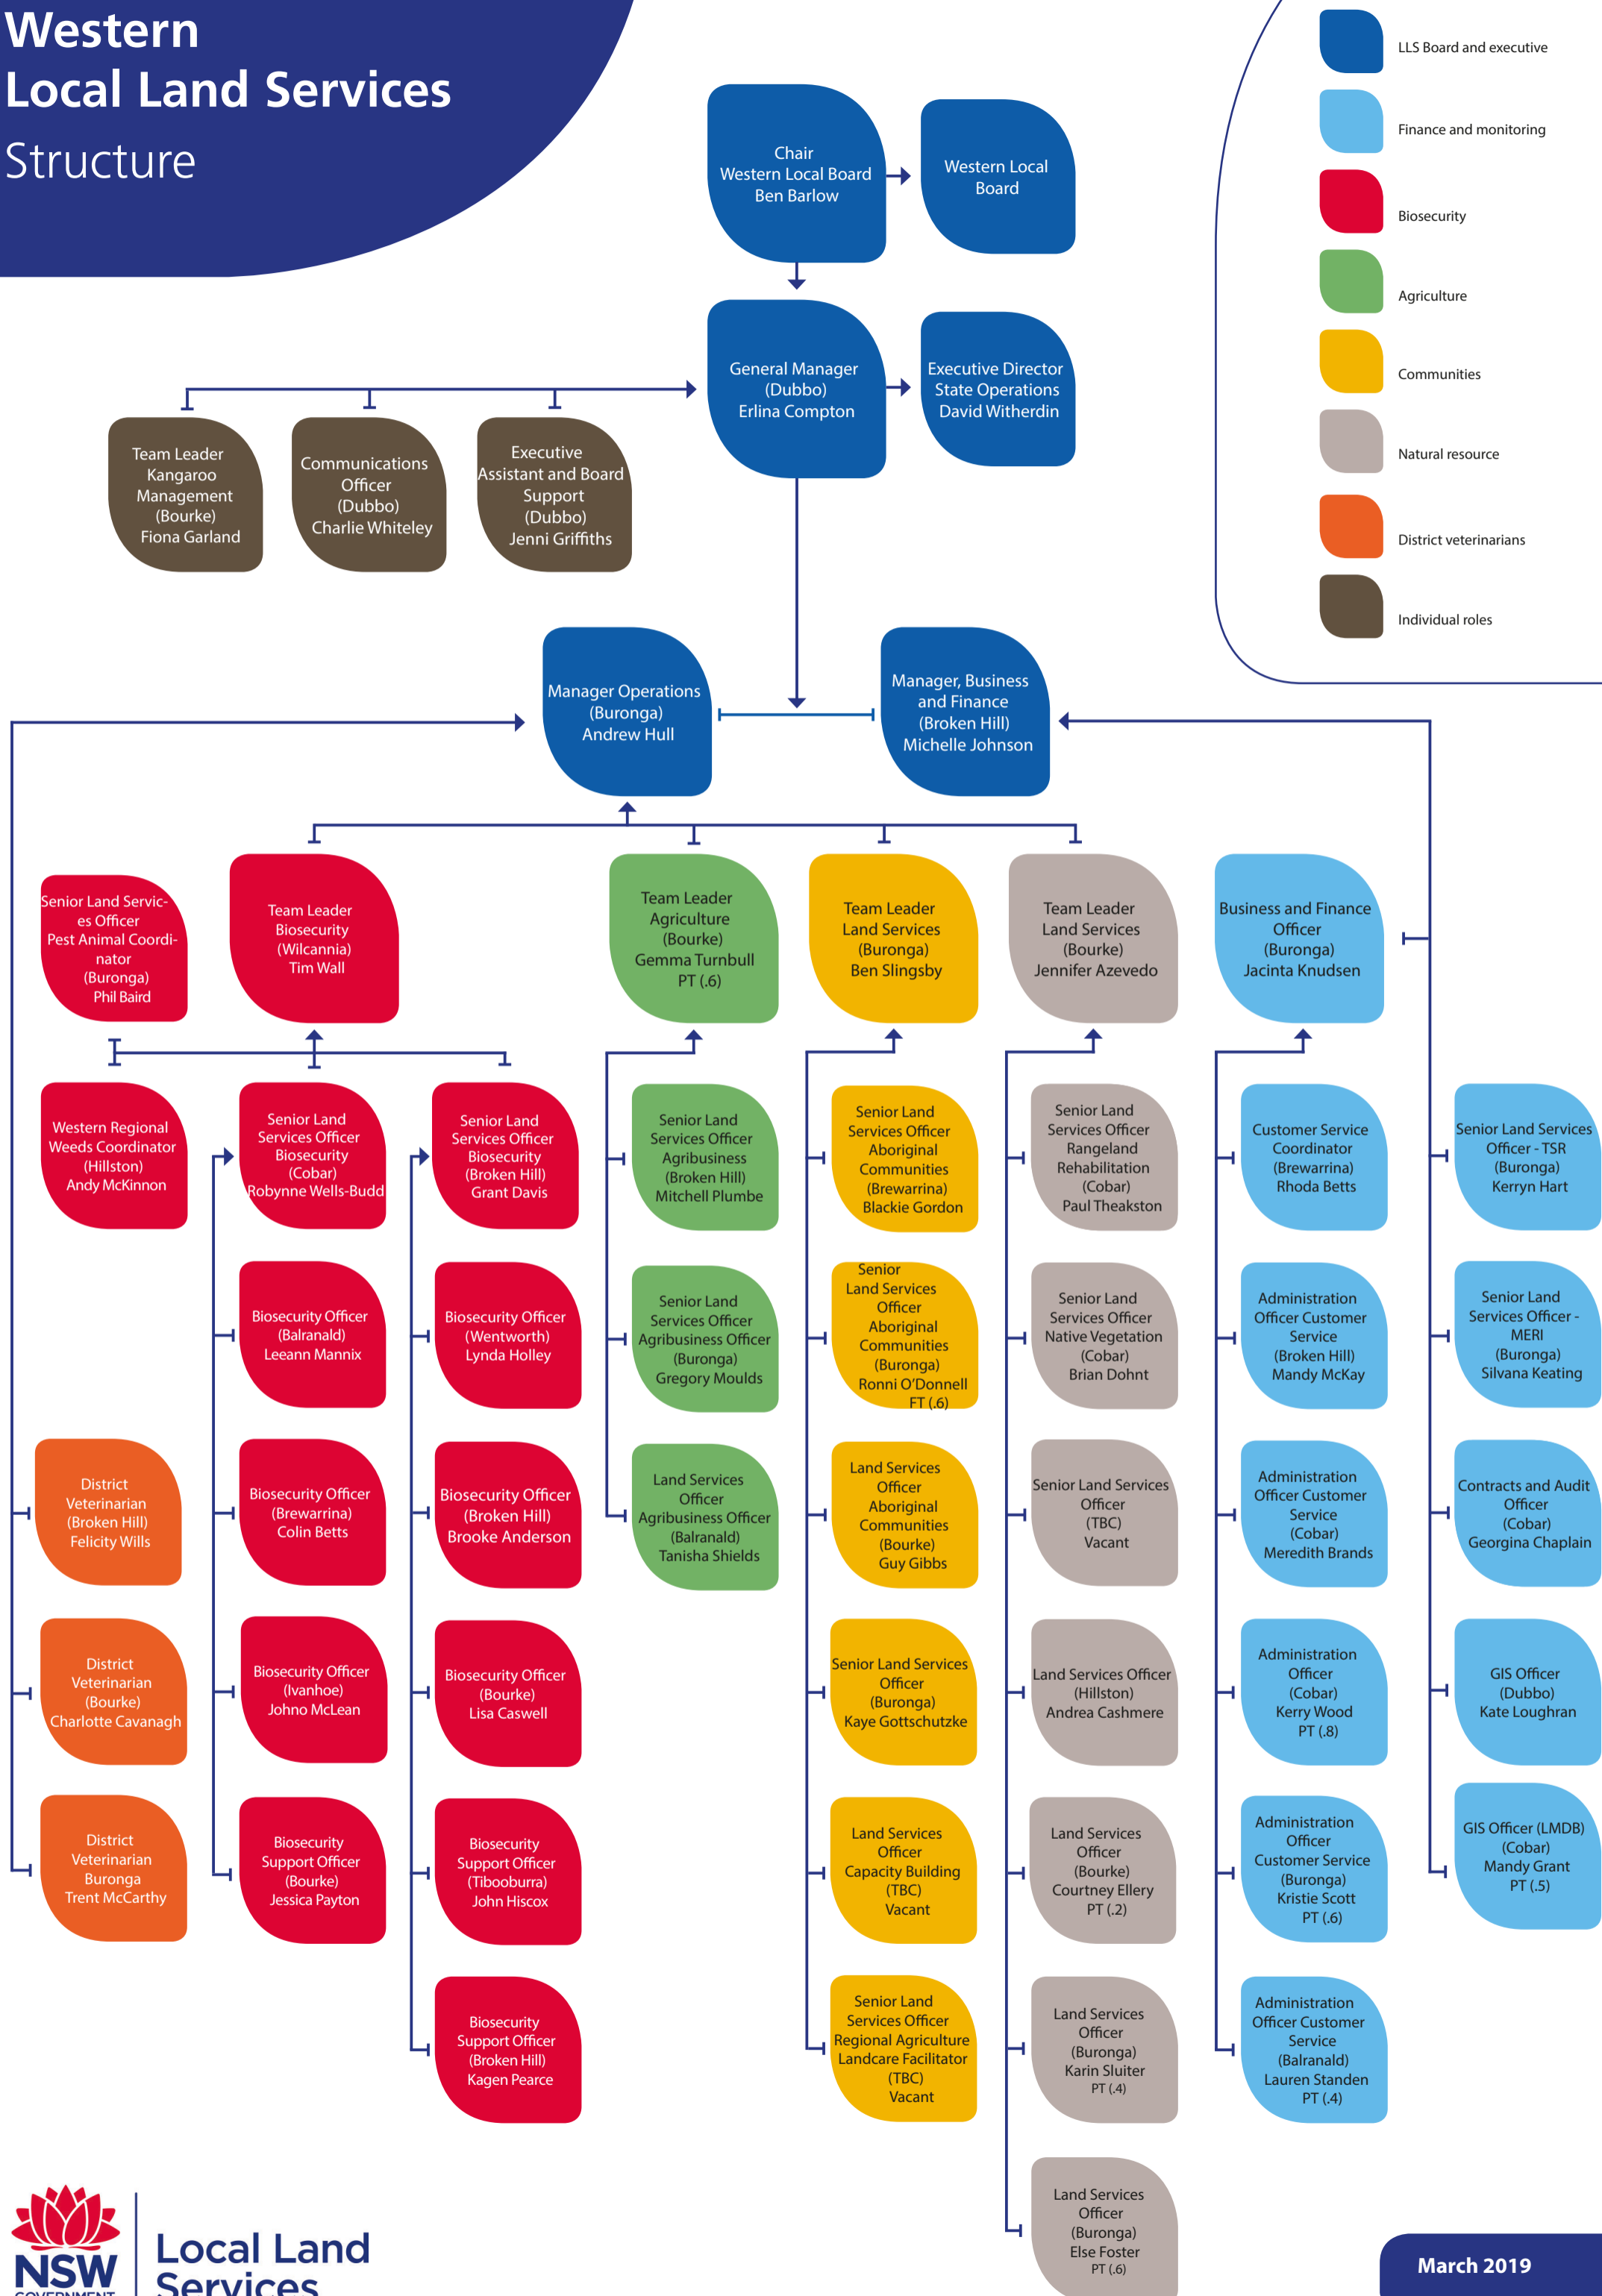 Western
Local Land Services
Structure
LLS Board and executive
Finance and monitoring
Biosecurity
Agriculture
Communities
Natural resource
District veterinarians
Individual roles
Chair
Western Local Board
Ben Barlow
Western Local
Board
General Manager
(Dubbo)
Erlina Compton
Executive Director
State Operations
David Witherdin
Team Leader
Kangaroo
Management
(Bourke)
Fiona Garland
Communications
Officer
(Dubbo)
Charlie Whiteley
Executive
Assistant and Board
Support
(Dubbo)
Jenni Griffiths
Manager Operations
(Buronga)
Andrew Hull
Manager, Business
and Finance
(Broken Hill)
Michelle Johnson
Senior Land Servic-
es Officer
Pest Animal Coordi-
nator
(Buronga)
Phil Baird
Team Leader
Biosecurity
(Wilcannia)
Tim Wall
Team Leader
Agriculture
(Bourke)
Gemma Turnbull
PT (.6)
Team Leader
Land Services
(Buronga)
Ben Slingsby
Team Leader
Land Services
(Bourke)
Jennifer Azevedo
Business and Finance
Officer
(Buronga)
Jacinta Knudsen
Western Regional
Weeds Coordinator
(Hillston)
Andy McKinnon
Senior Land
Services Officer
Biosecurity
(Cobar)
Robynne Wells-Budd
Senior Land
Services Officer
Biosecurity
(Broken Hill)
Grant Davis
Senior Land
Services Officer
Agribusiness
(Broken Hill)
Mitchell Plumbe
Senior Land
Services Officer
Aboriginal
Communities
(Brewarrina)
Blackie Gordon
Senior Land
Services Officer
Rangeland
Rehabilitation
(Cobar)
Paul Theakston
Customer Service
Coordinator
(Brewarrina)
Rhoda Betts
Senior Land Services
Officer - TSR
(Buronga)
Kerryn Hart
Biosecurity Officer
(Balranald)
Leeann Mannix
Biosecurity Officer
(Wentworth)
Lynda Holley
Senior Land
Services Officer
Agribusiness Officer
(Buronga)
Gregory Moulds
Senior
Land Services
Officer
Aboriginal
Communities
(Buronga)
Ronni O'Donnell
FT (.6)
Senior Land
Services Officer
Native Vegetation
(Cobar)
Brian Dohnt
Administration
Officer Customer
Service
(Broken Hill)
Mandy McKay
Senior Land
Services Officer -
MERI
(Buronga)
Silvana Keating
District
Veterinarian
(Broken Hill)
Felicity Wills
Biosecurity Officer
(Brewarrina)
Colin Betts
Biosecurity Officer
(Broken Hill)
Brooke Anderson
Land Services
Officer
Agribusiness Officer
(Balranald)
Tanisha Shields
Land Services
Officer
Aboriginal
Communities
(Bourke)
Guy Gibbs
Senior Land Services
Officer
(TBC)
Vacant
Administration
Officer Customer
Service
(Cobar)
Meredith Brands
Contracts and Audit
Officer
(Cobar)
Georgina Chaplain
District
Veterinarian
(Bourke)
Charlotte Cavanagh
Biosecurity Officer
(Ivanhoe)
Johno McLean
Biosecurity Officer
(Bourke)
Lisa Caswell
Senior Land Services
Officer
(Buronga)
Kaye Gottschutzke
Land Services Officer
(Hillston)
Andrea Cashmere
Administration
Officer
(Cobar)
Kerry Wood
PT (.8)
GIS Officer
(Dubbo)
Kate Loughran
District
Veterinarian
Buronga
Trent McCarthy
Biosecurity
Support Officer
(Bourke)
Jessica Payton
Biosecurity
Support Officer
(Tibooburra)
John Hiscox
Land Services
Officer
Capacity Building
(TBC)
Vacant
Land Services
Officer
(Bourke)
Courtney Ellery
PT (.2)
Administration
Officer
Customer Service
(Buronga)
Kristie Scott
PT (.6)
GIS Officer (LMDB)
(Cobar)
Mandy Grant
PT (.5)
Biosecurity
Support Officer
(Broken Hill)
Kagen Pearce
Senior Land
Services Officer
Regional Agriculture
Landcare Facilitator
(TBC)
Vacant
Land Services
Officer
(Buronga)
Karin Sluiter
PT (.4)
Administration
Officer Customer
Service
(Balranald)
Lauren Standen
PT (.4)
Land Services
Officer
(Buronga)
Else Foster
PT (.6)
NSW
GOVERNMENT
Local Land
Services
March 2019